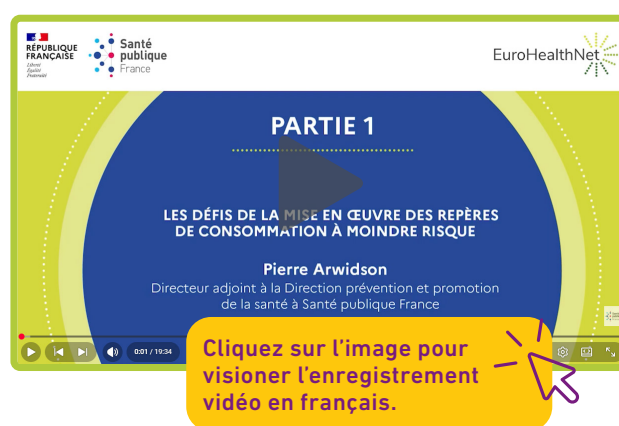 RÉPUBLIQUE
FRANÇAISE
Liberté
Égalité
Fraternité
Santé
publique
France
EuroHealthNet
PARTIE 1
LES DÉFIS DE LA MISE EN ŒUVRE DES REPÈRES
DE CONSOMMATION À MOINDRE RISQUE
Pierre Arwidson
Directeur adjoint à la Direction prévention et promotion
de la santé à Santé publique France
0:01 / 19:34
Cliquez sur l'image pour
visioner l'enregistrement
vidéo en français.